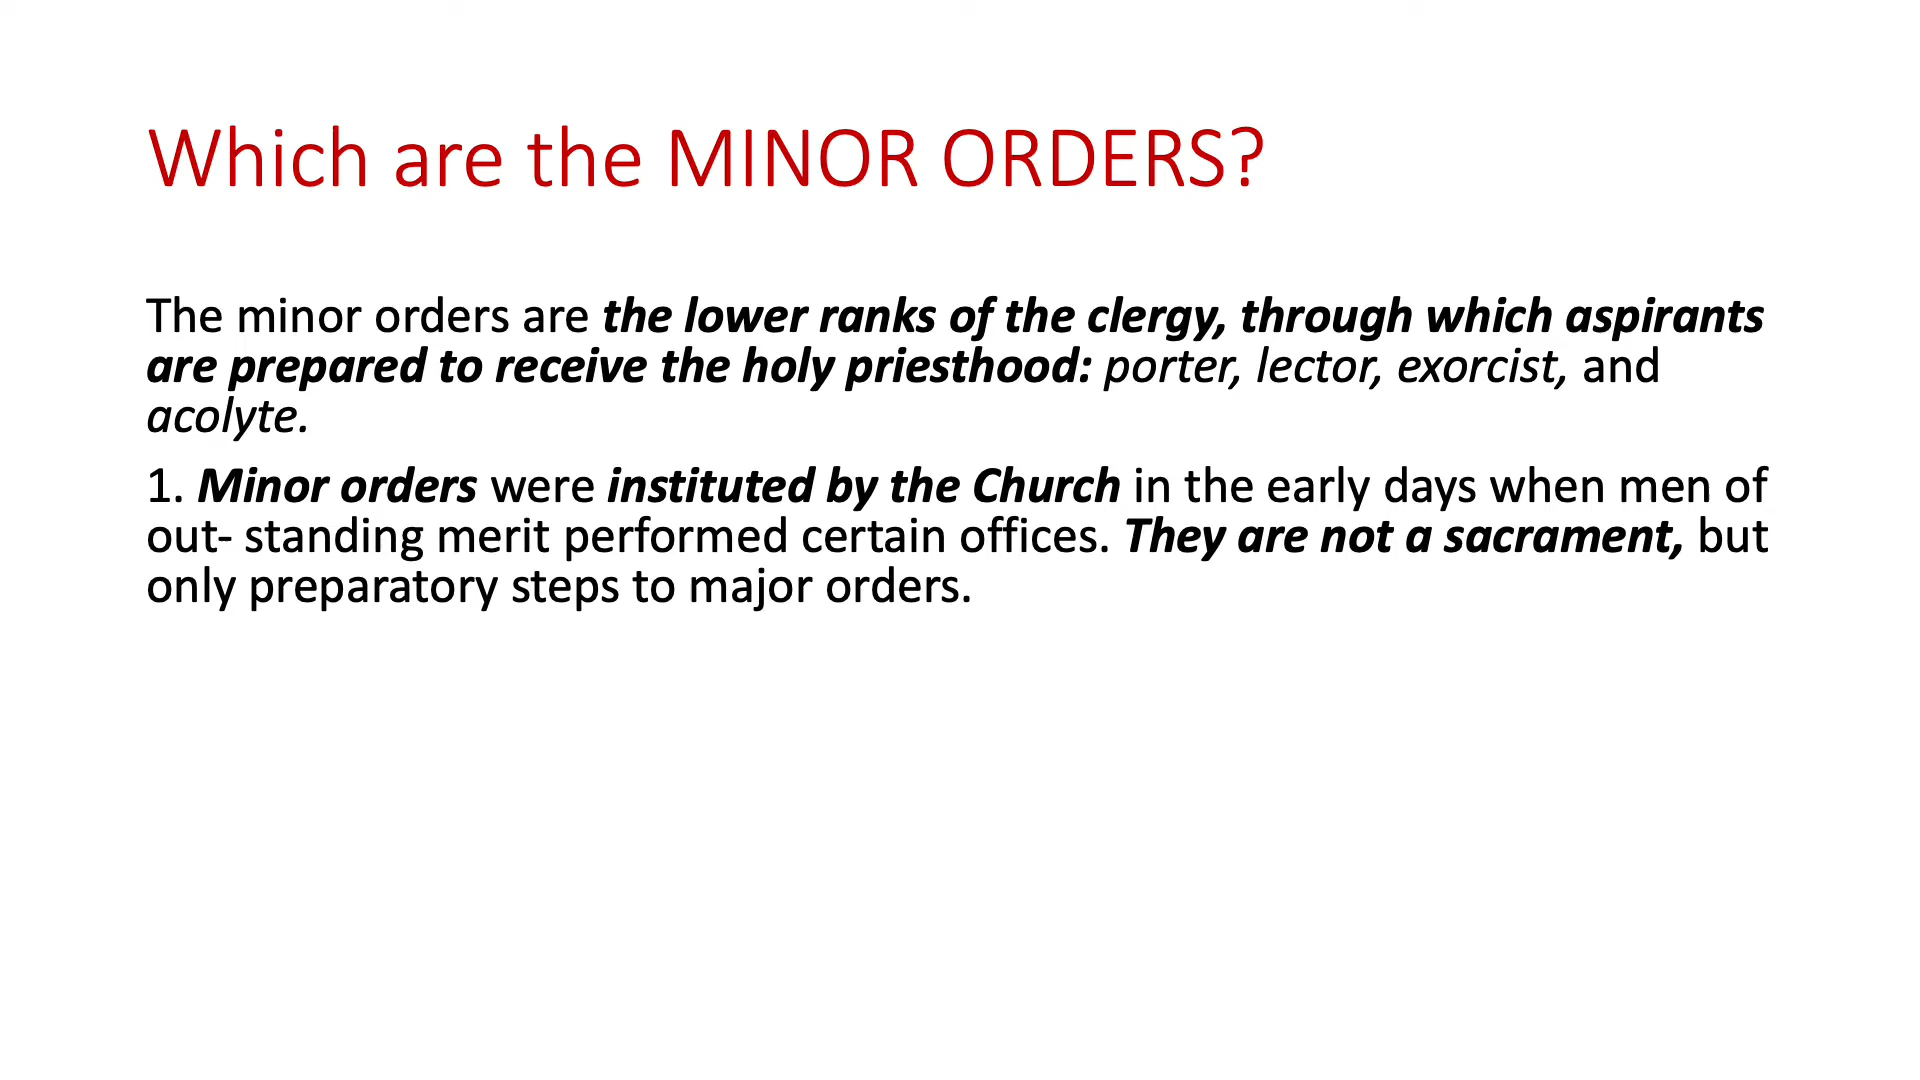 Which are the MINOR ORDERS?
The minor orders are the lower ranks of the clergy, through which aspirants
are prepared to receive the holy priesthood: porter, lector, exorcist, and
acolyte.
1. Minor orders were instituted by the Church in the early days when men of
out- standing merit performed certain offices. They are not a sacrament, but
only preparatory steps to major orders.